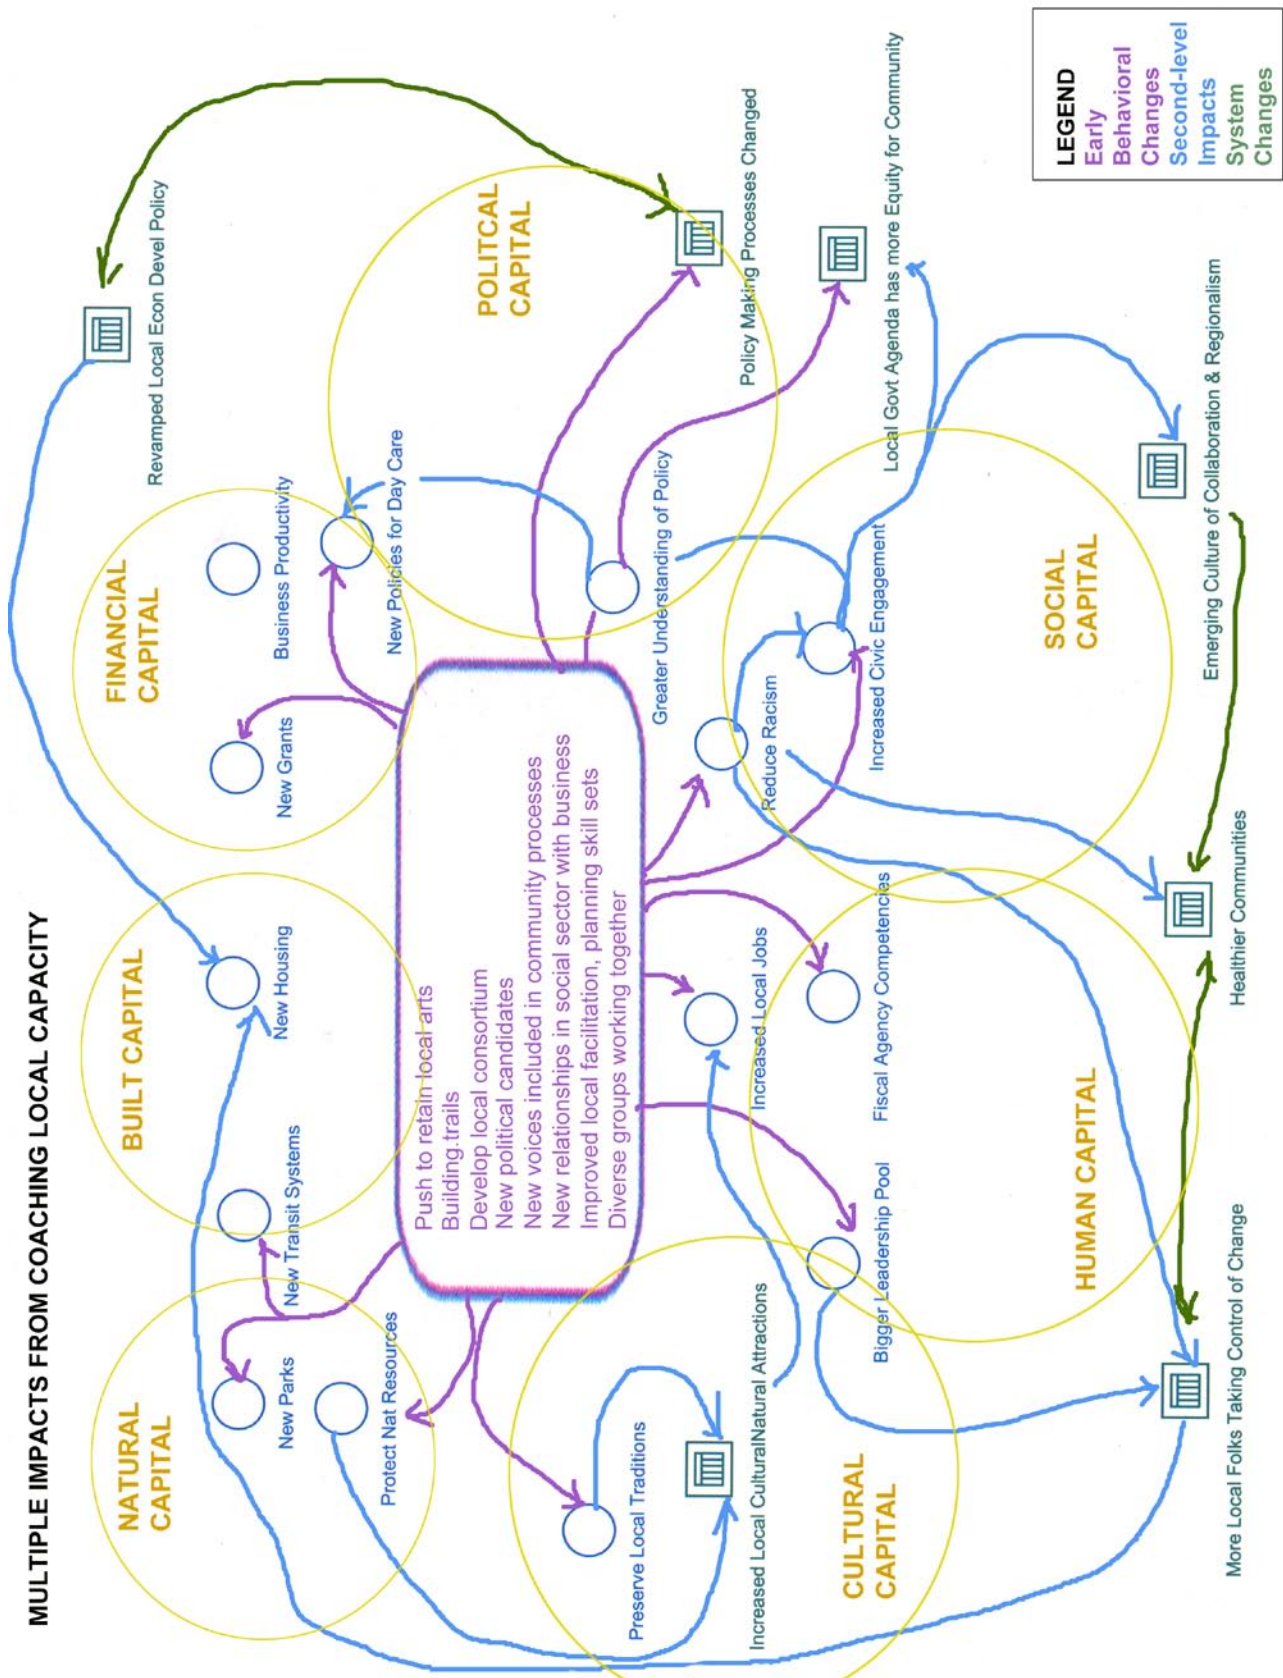 MULTIPLE IMPACTS FROM COACHING LOCAL CAPACITY
NATURAL
CAPITAL
New Parks
Protect Nat Resources
BUILT CAPITAL
New Transit Systems
New Housing
FINANCIAL
CAPITAL
New Grants
Business Productivity
New Policies for Day Care
Revamped Local Econ Devel Policy
POLITCAL
CAPITAL
Policy Making Processes Changed
Greater Understanding of Policy
Local Govt Agenda has more Equity for Community
Push to retain local arts
Building.trails
Develop local consortium
New political candidates
New voices included in community processes
New relationships in social sector with business
Improved local facilitation, planning skill sets
Diverse groups working together
Preserve Local Traditions
Increased Local CulturalNatural Attractions
CULTURAL
CAPITAL
Bigger Leadership Pool
Increased Local Jobs
Fiscal Agency Competencies
HUMAN CAPITAL
Reduce Racism
Increased Civic Engagement
SOCIAL
CAPITAL
Emerging Culture of Collaboration & Regionalism
Healthier Communities
More Local Folks Taking Control of Change
LEGEND
Early
Behavioral
Changes
Second-level
Impacts
System
Changes